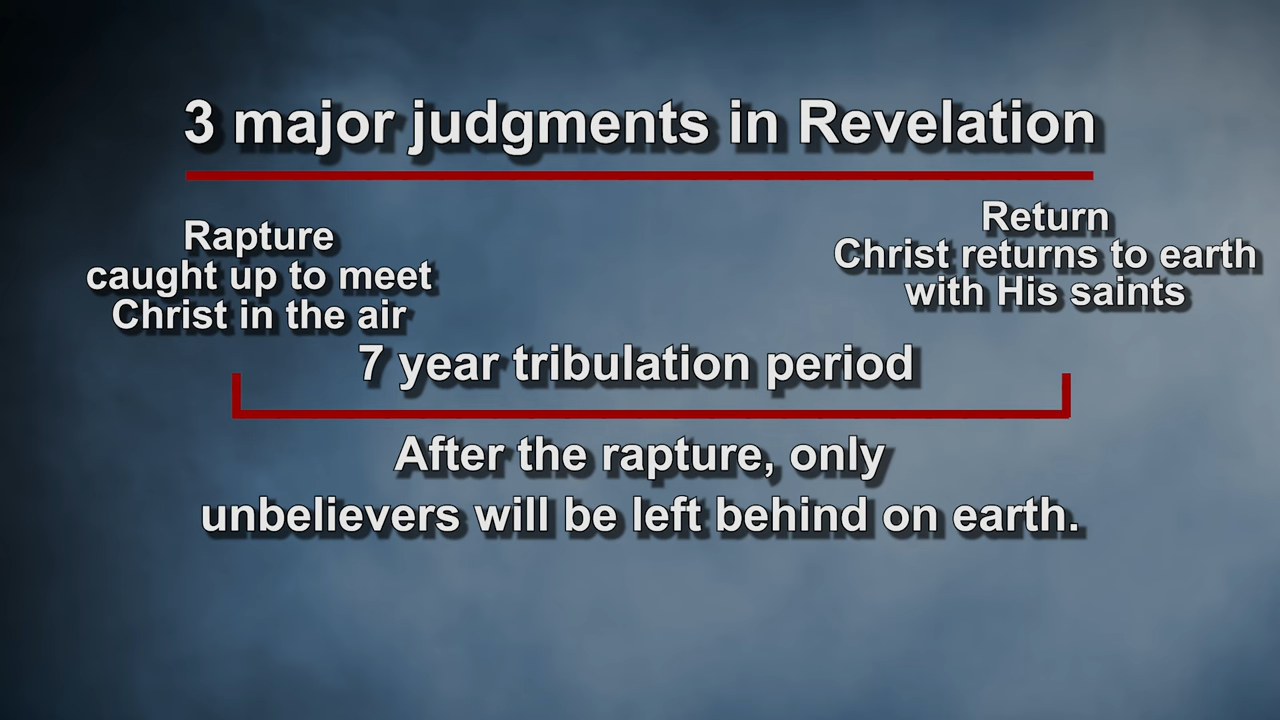 3 major judgments in Revelation
Rapture
caught up to meet
Christ in the air
Return
Christ returns to earth
with His saints
7 year tribulation period
After the rapture, only
unbelievers will be left behind on earth.